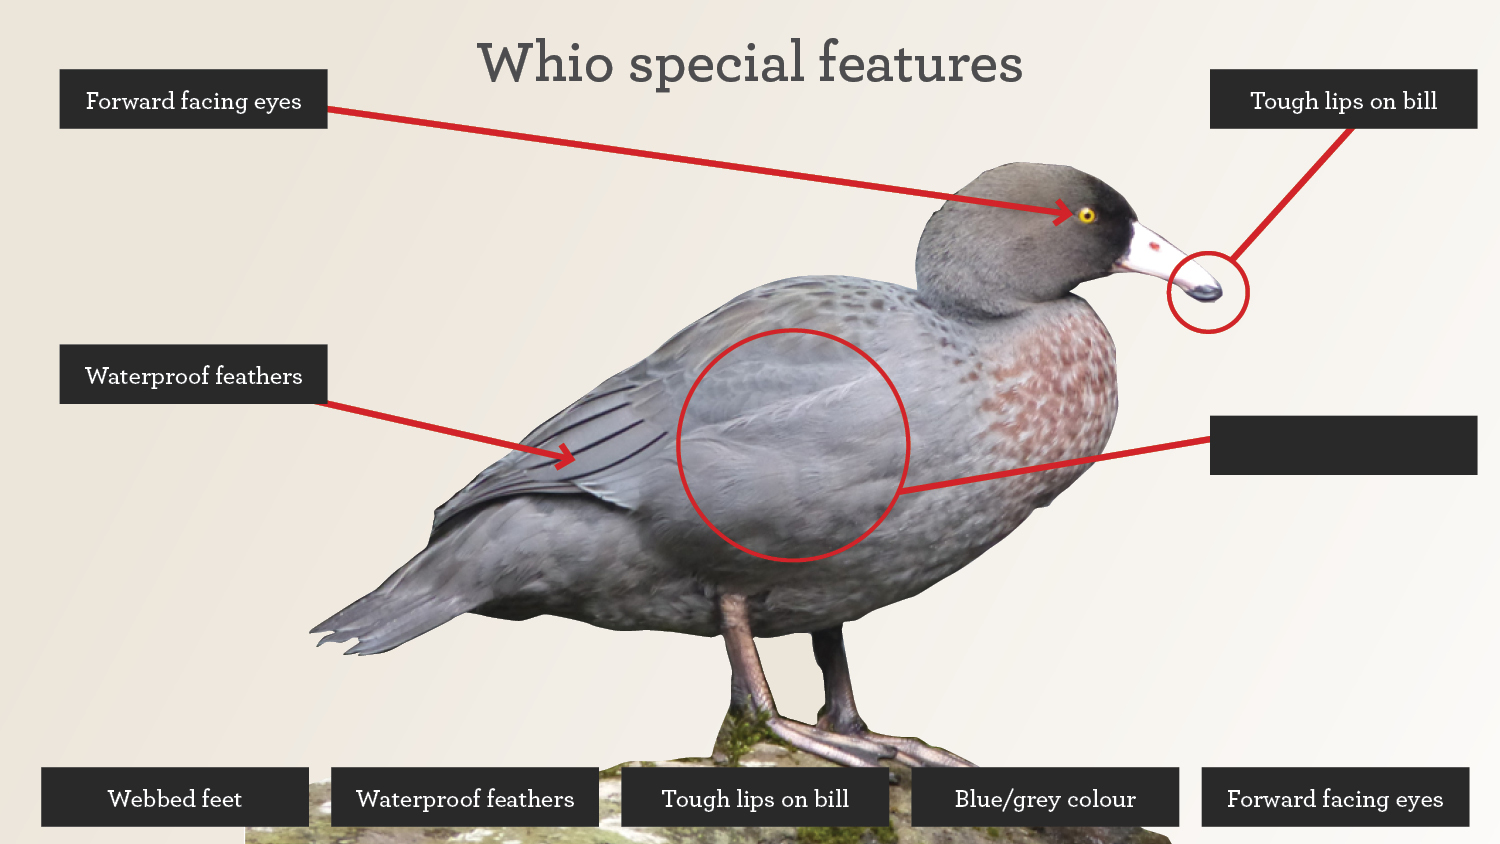 Whio special features
Forward facing eyes
Tough lips on bill
Waterproof feathers
Webbed feet
Waterproof feathers
Tough lips on bill
Blue/grey colour
Forward facing eyes